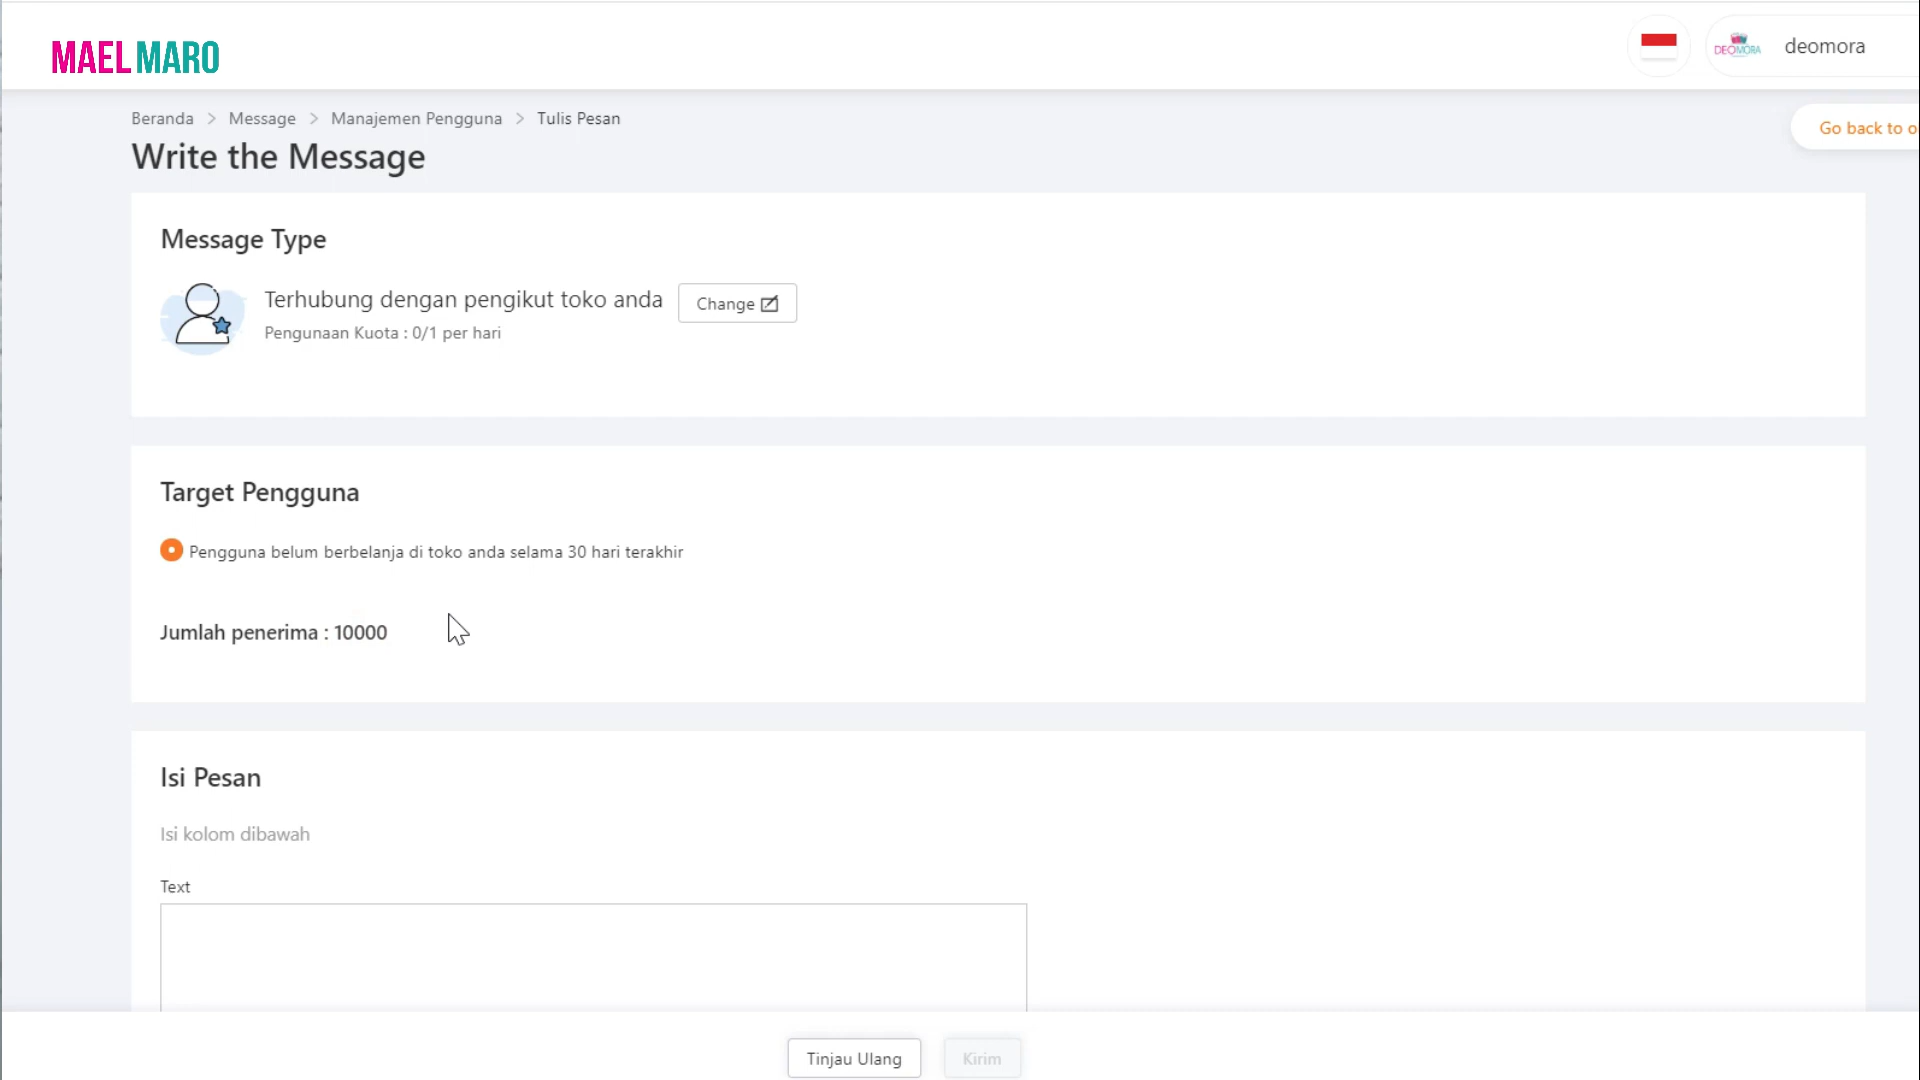 MAEL MARO
DEOMORA
deomora
Beranda > Message > Manajemen Pengguna > Tulis Pesan
Go back to o
Write the Message
Message Type
Terhubung dengan pengikut toko anda
Change
Pengunaan Kuota : 0/1 per hari
Target Pengguna
Pengguna belum berbelanja di toko anda selama 30 hari terakhir
Jumlah penerima : 10000
Isi Pesan
Isi kolom dibawah
Text
Tinjau Ulang
Kirim